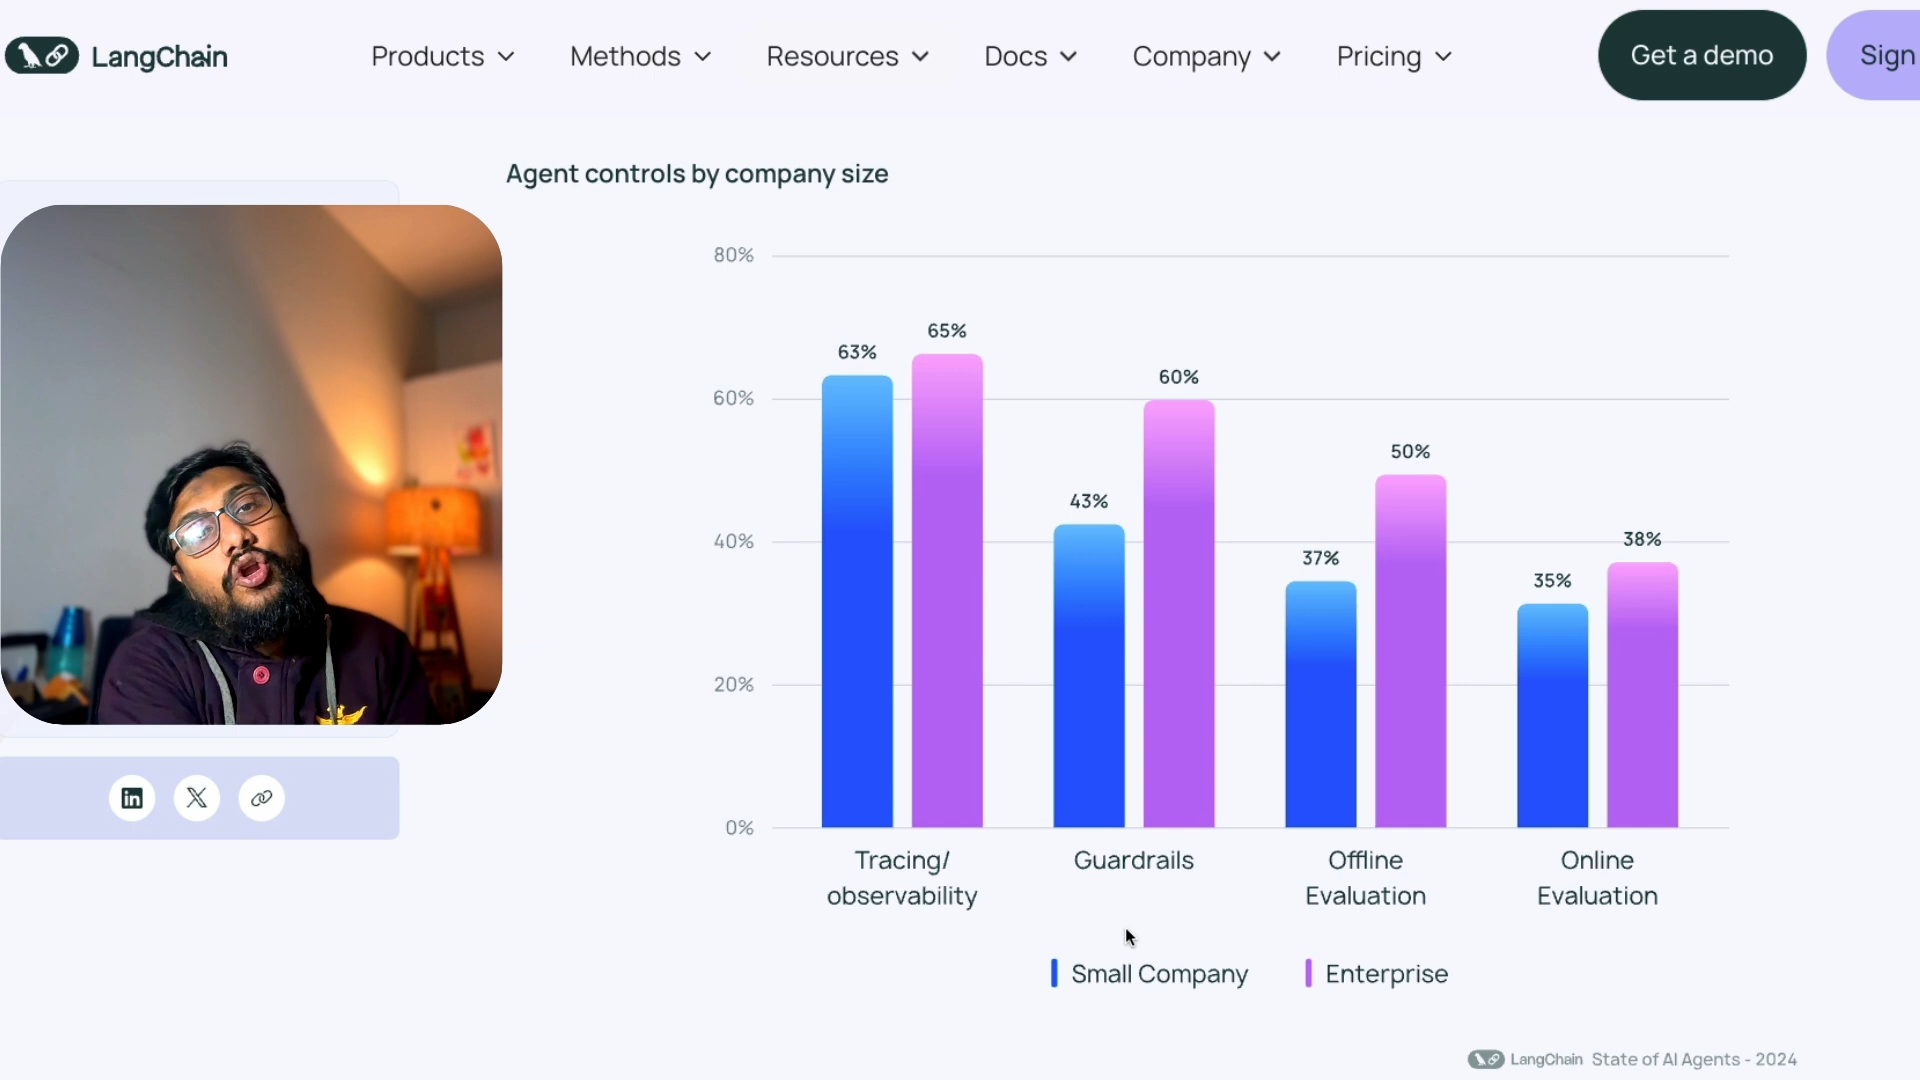 LangChain
Products
Methods
Resources
Docs
Company
Pricing
Get a demo
Sign
Agent controls by company size
80%
60%
40%
20%
0%
63%
65%
43%
60%
37%
50%
35%
38%
Tracing/
observability
Guardrails
Offline
Evaluation
Online
Evaluation
Small Company
Enterprise
in
X
LangChain State of AI Agents - 2024